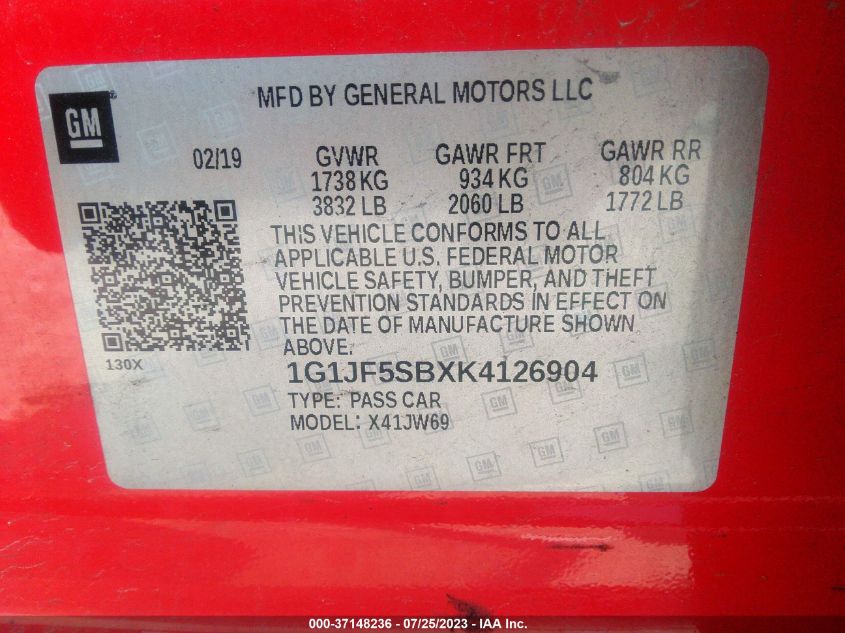 GM
MFD BY GENERAL MOTORS LLC
02/19 GVWR GAWR FRT GAWR RR
1738 KG 934 KG 804 KG
3832 LB 2060 LB 1772 LB
THIS VEHICLE CONFORMS TO ALL
APPLICABLE U.S. FEDERAL MOTOR
VEHICLE SAFETY, BUMPER, AND THEFT
PREVENTION STANDARDS IN EFFECT ON
THE DATE OF MANUFACTURE SHOWN
ABOVE.
130X
1G1JF5SBXK4126904
TYPE: PASS CAR
MODEL: X41JW69
000-37148236 - 07/25/2023 - IAA Inc.